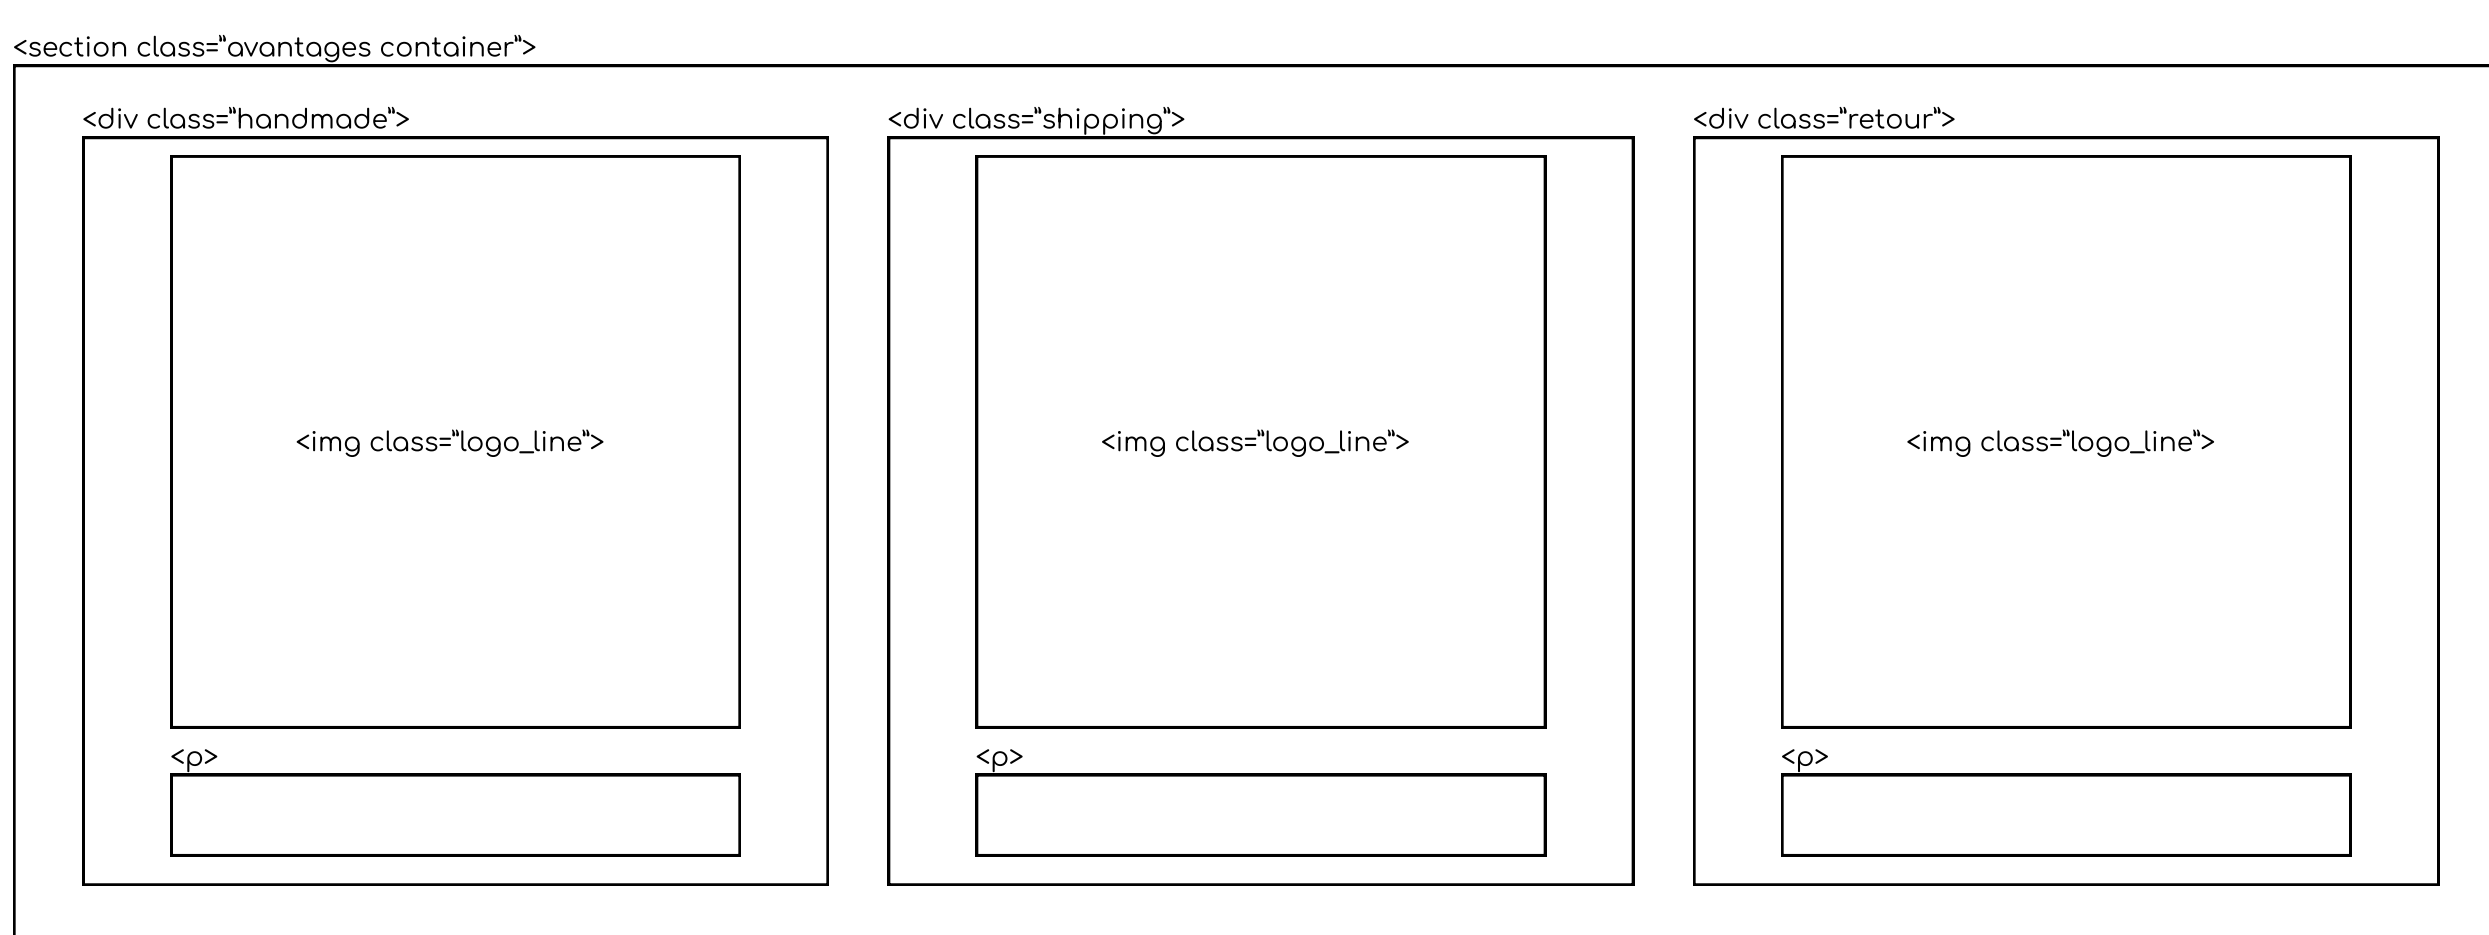 <section class=”avantages container”>
<div class=”handmade”>
<div class=”shipping”>
<div class=”retour”>
<img class=”logo_line”>
<img class=”logo_line”>
<img class=”logo_line”>
<p>
<p>
<p>